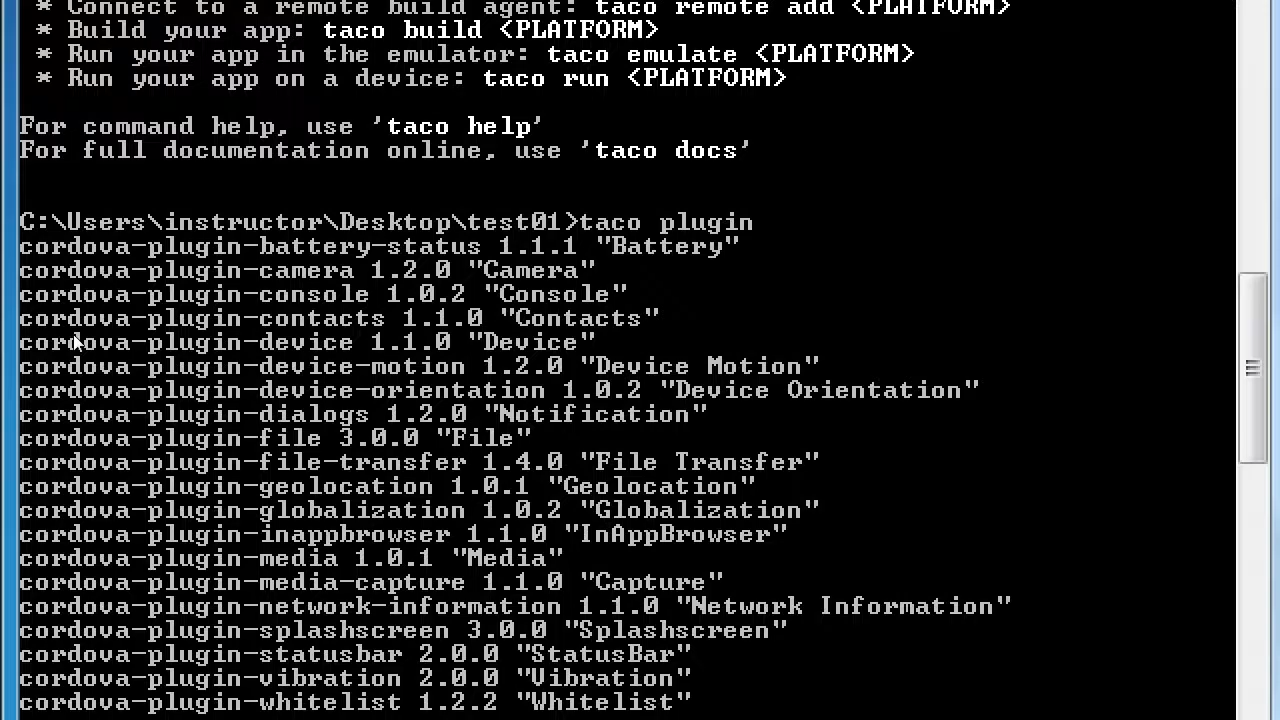 * Connect to a remote build agent: taco remote add <PLATFORM>
* Build your app: taco build <PLATFORM>
* Run your app in the emulator: taco emulate <PLATFORM>
* Run your app on a device: taco run <PLATFORM>
For command help, use 'taco help'
For full documentation online, use 'taco docs'
C:\Users\instructor\Desktop\test01>taco plugin
cordova-plugin-battery-status 1.1.1 "Battery"
cordova-plugin-camera 1.2.0 "Camera"
cordova-plugin-console 1.0.2 "Console"
cordova-plugin-contacts 1.1.0 "Contacts"
cordova-plugin-device 1.1.0 "Device"
cordova-plugin-device-motion 1.2.0 "Device Motion"
cordova-plugin-device-orientation 1.0.2 "Device Orientation"
cordova-plugin-dialogs 1.2.0 "Notification"
cordova-plugin-file 3.0.0 "File"
cordova-plugin-file-transfer 1.4.0 "File Transfer"
cordova-plugin-geolocation 1.0.1 "Geolocation"
cordova-plugin-globalization 1.0.2 "Globalization"
cordova-plugin-inappbrowser 1.1.0 "InAppBrowser"
cordova-plugin-media 1.0.1 "Media"
cordova-plugin-media-capture 1.1.0 "Capture"
cordova-plugin-network-information 1.1.0 "Network Information"
cordova-plugin-splashscreen 3.0.0 "Splashscreen"
cordova-plugin-statusbar 2.0.0 "StatusBar"
cordova-plugin-vibration 2.0.0 "Vibration"
cordova-plugin-whitelist 1.2.2 "Whitelist"